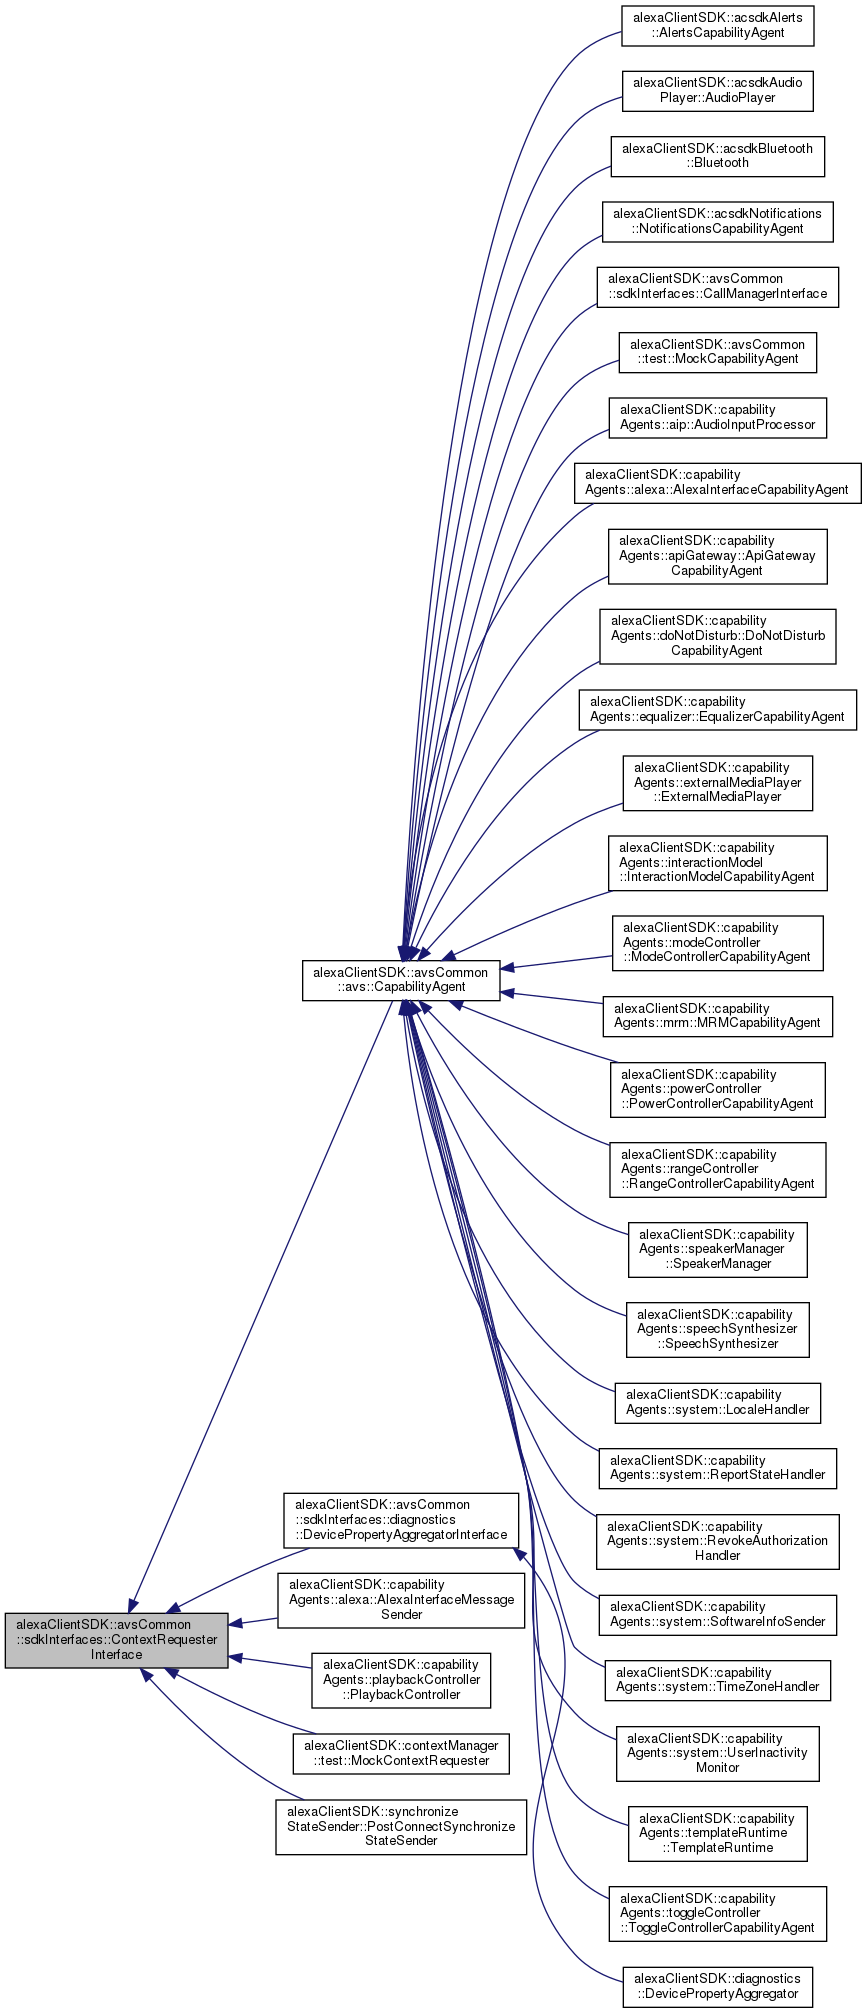 alexaClientSDK::acsdkAlerts
::AlertsCapabilityAgent
alexaClientSDK::acsdkAudio
Player::AudioPlayer
alexaClientSDK::acsdkBluetooth
::Bluetooth
alexaClientSDK::acsdkNotifications
::NotificationsCapabilityAgent
alexaClientSDK::avsCommon
::sdkInterfaces::CallManagerInterface
alexaClientSDK::avsCommon
::test::MockCapabilityAgent
alexaClientSDK::capability
Agents::aip::AudioInputProcessor
alexaClientSDK::capability
Agents::alexa::AlexaInterfaceCapabilityAgent
alexaClientSDK::capability
Agents::apiGateway::ApiGateway
CapabilityAgent
alexaClientSDK::capability
Agents::doNotDisturb::DoNotDisturb
CapabilityAgent
alexaClientSDK::capability
Agents::equalizer::EqualizerCapabilityAgent
alexaClientSDK::capability
Agents::externalMediaPlayer
::ExternalMediaPlayer
alexaClientSDK::capability
Agents::interactionModel
::InteractionModelCapabilityAgent
alexaClientSDK::capability
Agents::modeController
::ModeControllerCapabilityAgent
alexaClientSDK::avsCommon
::avs::CapabilityAgent
alexaClientSDK::capability
Agents::mrm::MRMCapabilityAgent
alexaClientSDK::capability
Agents::powerController
::PowerControllerCapabilityAgent
alexaClientSDK::capability
Agents::rangeController
::RangeControllerCapabilityAgent
alexaClientSDK::capability
Agents::speakerManager
::SpeakerManager
alexaClientSDK::capability
Agents::speechSynthesizer
::SpeechSynthesizer
alexaClientSDK::capability
Agents::system::LocaleHandler
alexaClientSDK::capability
Agents::system::ReportStateHandler
alexaClientSDK::avsCommon
::sdkInterfaces::diagnostics
::DevicePropertyAggregatorInterface
alexaClientSDK::capability
Agents::system::RevokeAuthorization
Handler
alexaClientSDK::capability
Agents::alexa::AlexaInterfaceMessage
Sender
alexaClientSDK::capability
Agents::system::SoftwareInfoSender
alexaClientSDK::avsCommon
::sdkInterfaces::ContextRequester
Interface
alexaClientSDK::capability
Agents::playbackController
::PlaybackController
alexaClientSDK::capability
Agents::system::TimeZoneHandler
alexaClientSDK::contextManager
::test::MockContextRequester
alexaClientSDK::capability
Agents::system::UserInactivity
Monitor
alexaClientSDK::synchronize
StateSender::PostConnectSynchronize
StateSender
alexaClientSDK::capability
Agents::templateRuntime
::TemplateRuntime
alexaClientSDK::capability
Agents::toggleController
::ToggleControllerCapabilityAgent
alexaClientSDK::diagnostics
::DevicePropertyAggregator